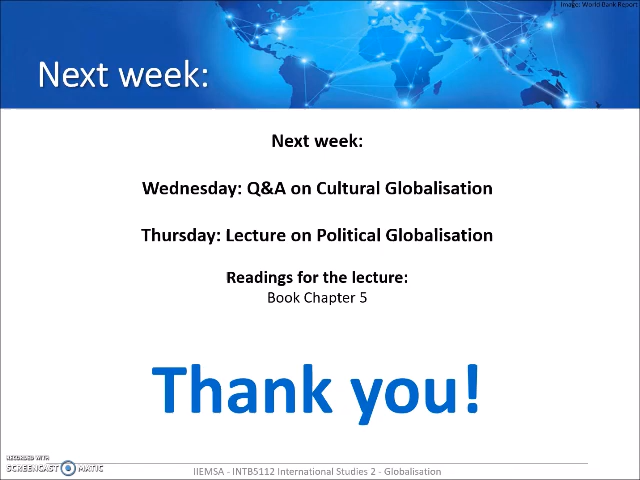 Image: World Bank Report
Next week:
Next week:
Wednesday: Q&A on Cultural Globalisation
Thursday: Lecture on Political Globalisation
Readings for the lecture:
Book Chapter 5
Thank you!
RECORDED WITH
SCREENCAST MATIC
IIEMSA - INTB5112 International Studies 2 - Globalisation